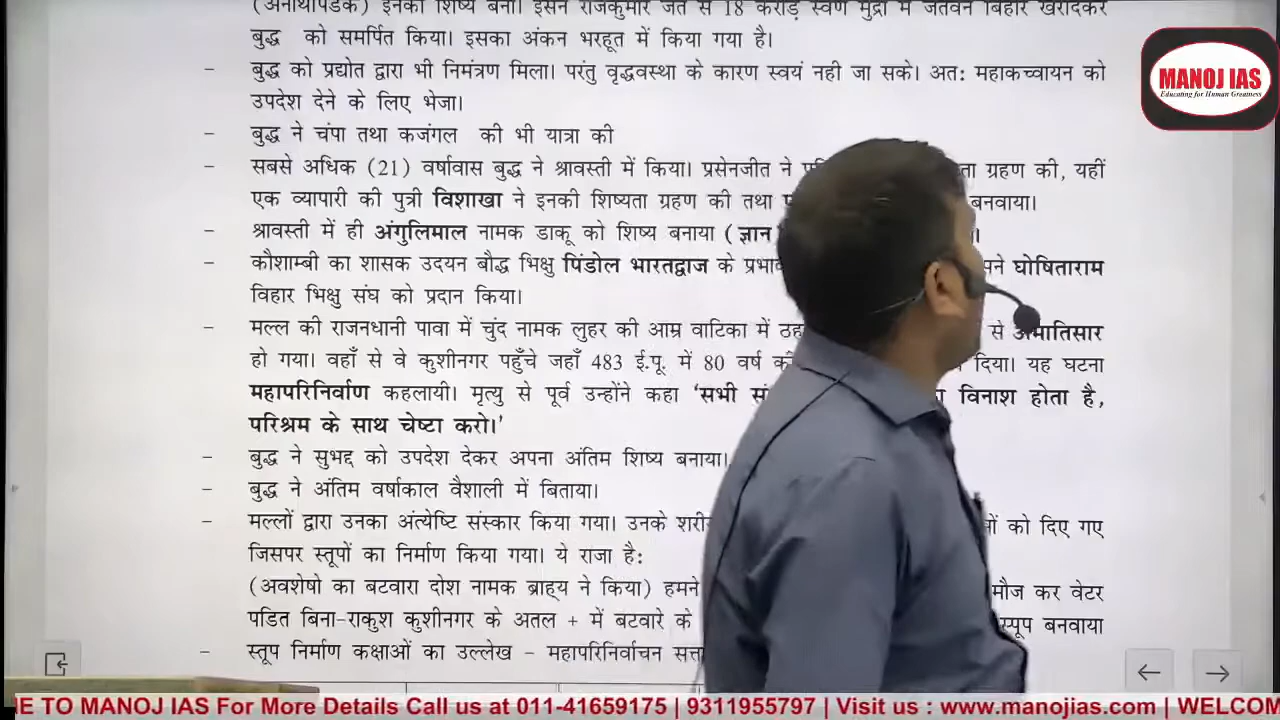 (अनाथपिंडक) इनका शिष्य बना। इसने राजकुमार जेत से 18 करोड़ स्वर्ण मुद्रा में जेतवन बिहार खरीदकर
बुद्ध को समर्पित किया। इसका अंकन भरहूत में किया गया है।
– बुद्ध को प्रद्योत द्वारा भी निमंत्रण मिला। परंतु वृद्धवस्था के कारण स्वयं नही जा सके। अतः महाकच्वायन को
उपदेश देने के लिए भेजा।
– बुद्ध ने चंपा तथा कजंगल की भी यात्रा की
– सबसे अधिक (21) वर्षावास बुद्ध ने श्रावस्ती में किया। प्रसेनजीत ने ग्रहण की, यहीं
एक व्यापारी की पुत्री विशाखा ने इनकी शिष्यता ग्रहण की तथा बनवाया।
– श्रावस्ती में ही अंगुलिमाल नामक डाकू को शिष्य बनाया (ज्ञान
– कौशाम्बी का शासक उदयन बौद्ध भिक्षु पिंडोल भारतद्वाज के घोषिताराम
विहार भिक्षु संघ को प्रदान किया।
– मल्ल की राजनधानी पावा में चुंद नामक लुहर की आम्र वाटिका में से
हो गया। वहाँ से वे कुशीनगर पहुँचे जहाँ 483 ई.पू. में 80 वर्ष दिया। यह घटना
महापरिनिर्वाण कहलायी। मृत्यु से पूर्व उन्होंने कहा ‘सभी विनाश होता है,
परिश्रम के साथ चेष्टा करो।’
– बुद्ध ने सुभद्द को उपदेश देकर अपना अंतिम शिष्य बनाया।
– बुद्ध ने अंतिम वर्षाकाल वैशाली में बिताया।
– मल्लों द्वारा उनका अंत्येष्टि संस्कार किया गया। उनके को दिए गए
जिसपर स्तूपों का निर्माण किया गया। ये राजा है:
(अवशेषो का बटवारा दोश नामक ब्राह्य ने किया) हमने मौज कर वेटर
पडित बिना–राकुश कुशीनगर के अतल + में बटवारे के स्पूप बनवाया
– स्तूप निर्माण कक्षाओं का उल्लेख – महापरिनिर्वाचन
MANOJ IAS
Educating for Human Greatness
E TO MANOJ IAS For More Details Call us at 011-41659175 | 9311955797 | Visit us : www.manojias.com | WELCOM